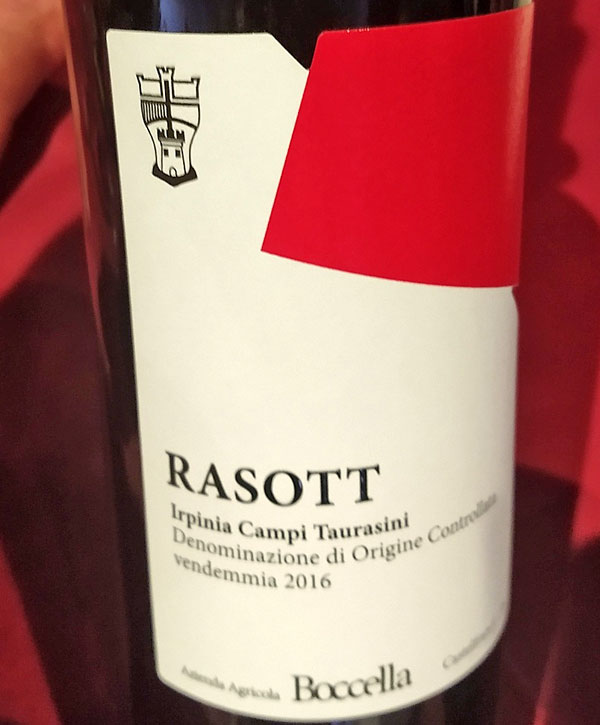 RASOTT
Irpinia Campi Taurasini
Denominazione di Origine Controllata
vendemmia 2016
Azienda Agricola Boccella